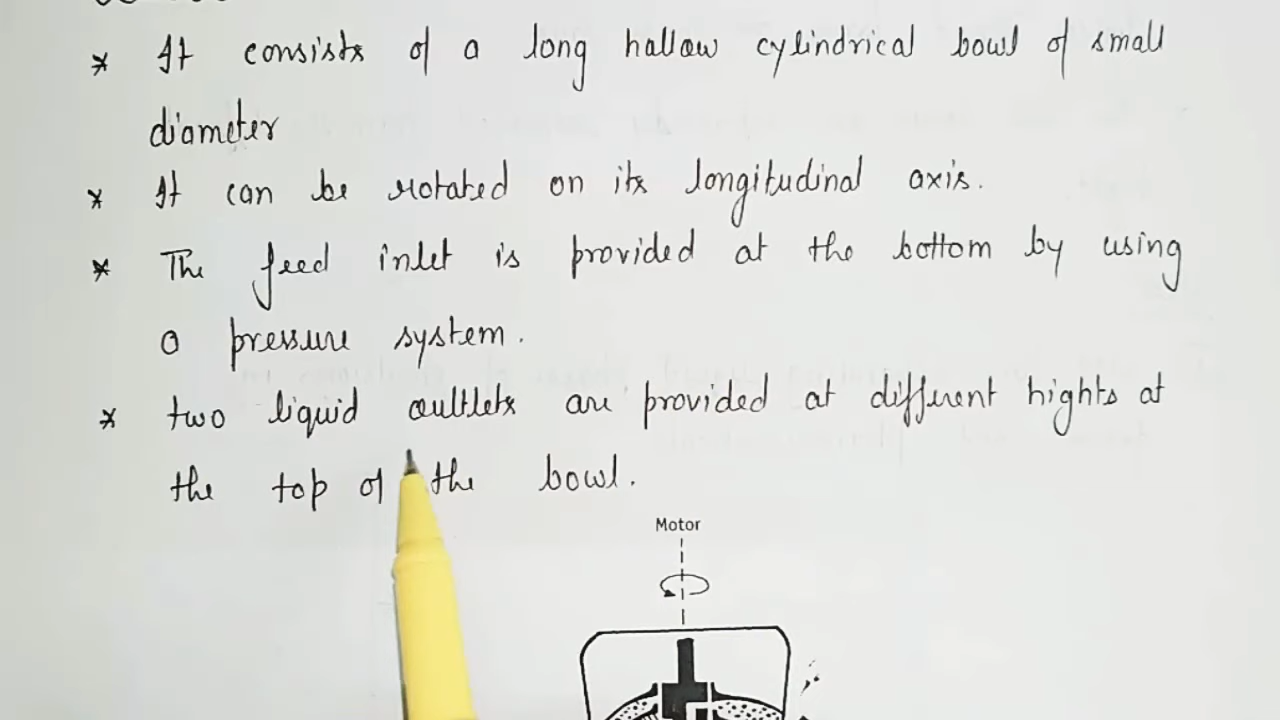 * It consists of a long hallow cylindrical bowl of small
diameter
* It can be rotated on its longitudinal axis.
* The feed inlet is provided at the bottom by using
a pressure system.
* two liquid outlets are provided at different hights at
the top of the bowl.
Motor